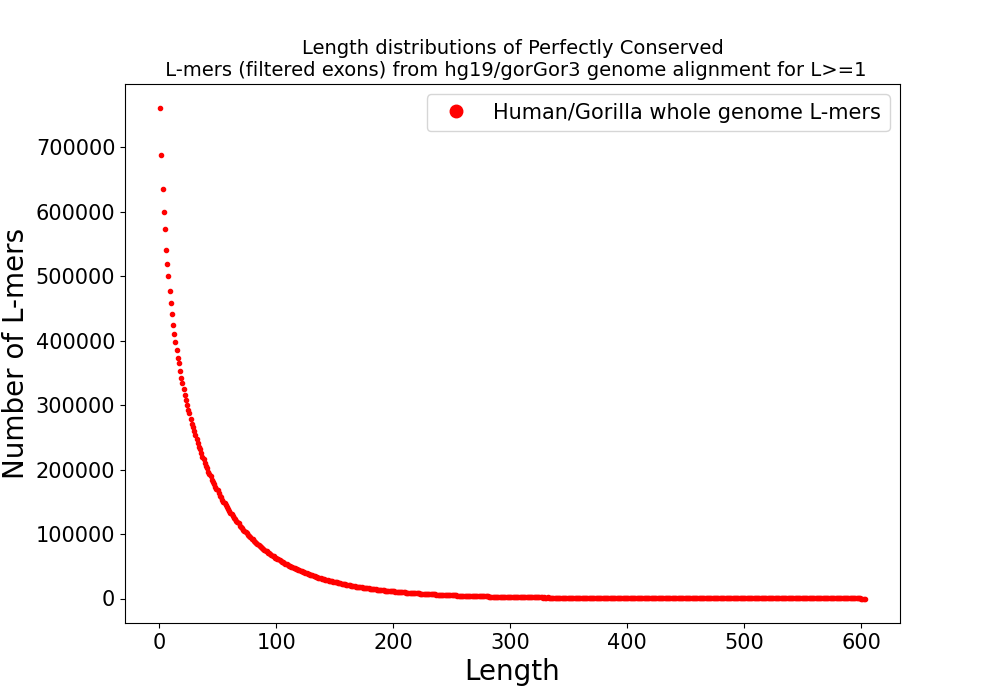 Length distributions of Perfectly Conserved
L-mers (filtered exons) from hg19/gorGor3 genome alignment for L>=1
Human/Gorilla whole genome L-mers
Number of L-mers
700000
600000
500000
400000
300000
200000
100000
0
0 100 200 300 400 500 600
Length